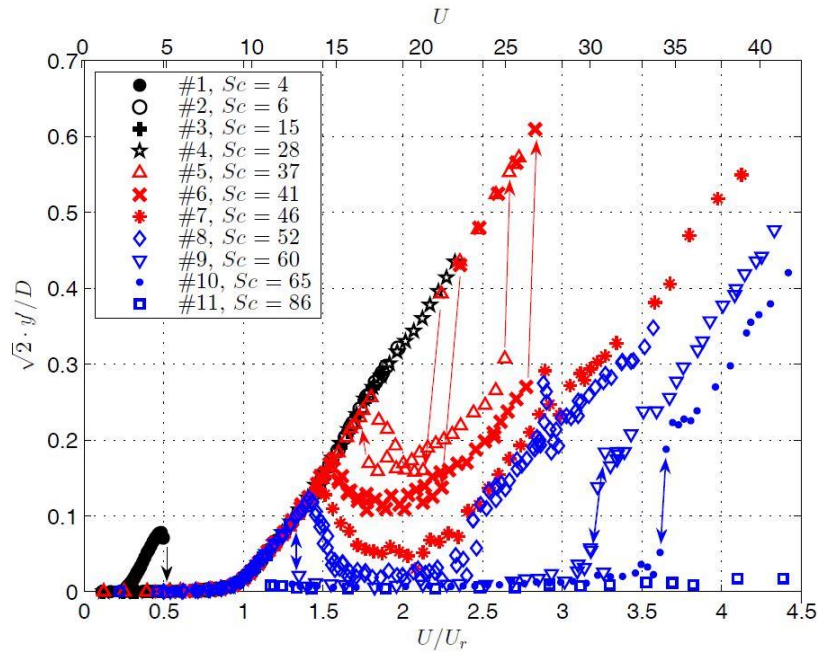 U
0 5 10 15 20 25 30 35 40
0.7
0.6
0.5
0.4
0.3
0.2
0.1
0
√2 · y′/D
#1, Sc = 4
#2, Sc = 6
#3, Sc = 15
#4, Sc = 28
#5, Sc = 37
#6, Sc = 41
#7, Sc = 46
#8, Sc = 52
#9, Sc = 60
#10, Sc = 65
#11, Sc = 86
0 0.5 1 1.5 2 2.5 3 3.5 4 4.5
U/U_r